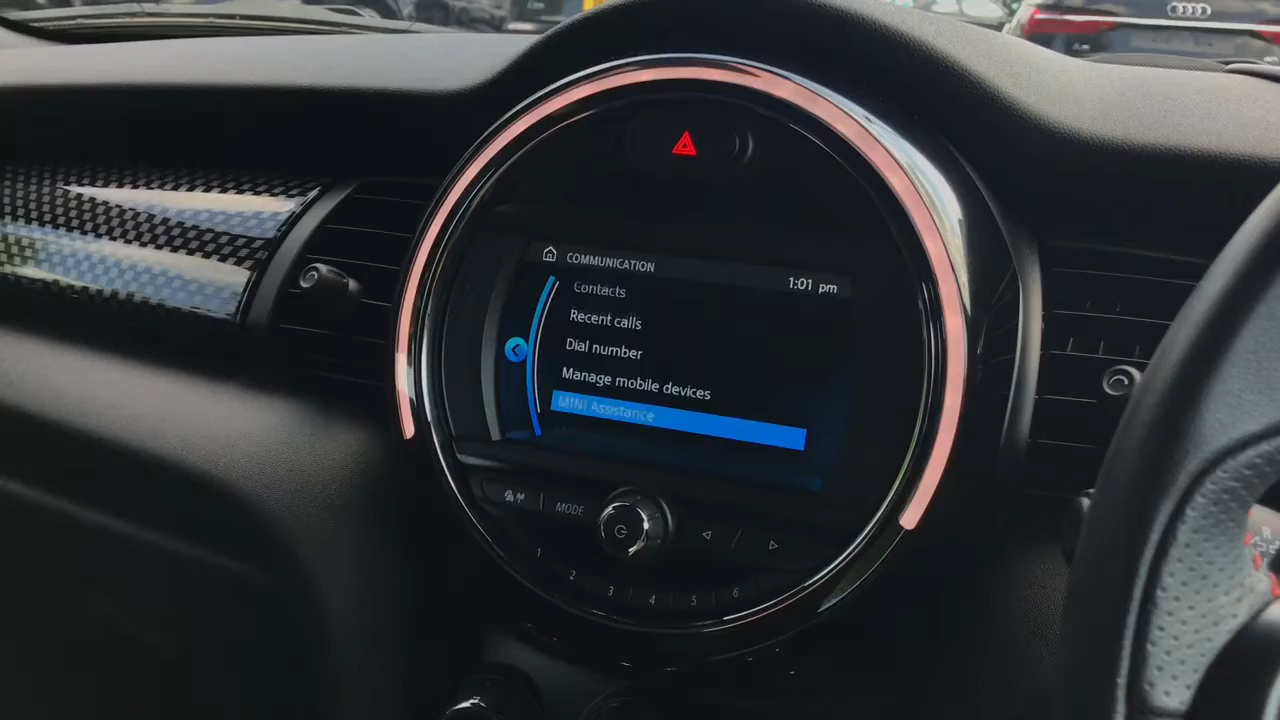 COMMUNICATION
1:01 pm
Contacts
Recent calls
Dial number
Manage mobile devices
MINI Assistance
MODE
1
2
3
4
5
6
R